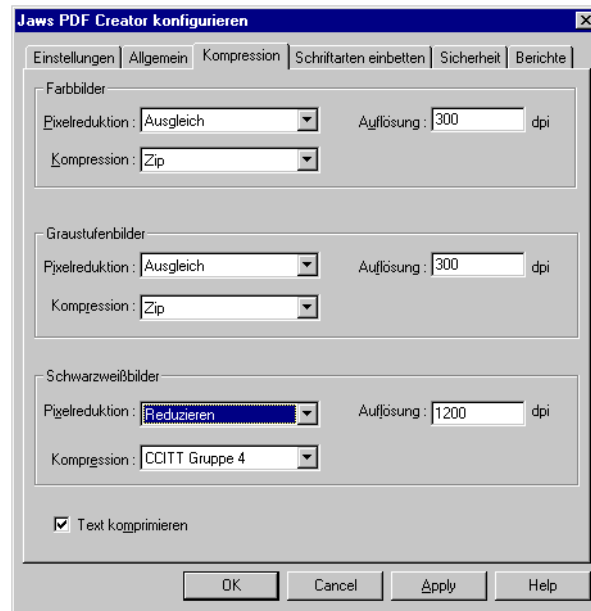 Jaws PDF Creator konfigurieren
Einstellungen Allgemein Kompression Schriftarten einbetten Sicherheit Berichte
Farbbilder
Pixelreduktion : Ausgleich Auflösung : 300 dpi
Kompression : Zip
Graustufenbilder
Pixelreduktion : Ausgleich Auflösung : 300 dpi
Kompression : Zip
Schwarzweißbilder
Pixelreduktion : Reduzieren Auflösung : 1200 dpi
Kompression : CCITT Gruppe 4
Text komprimieren
OK Cancel Apply Help